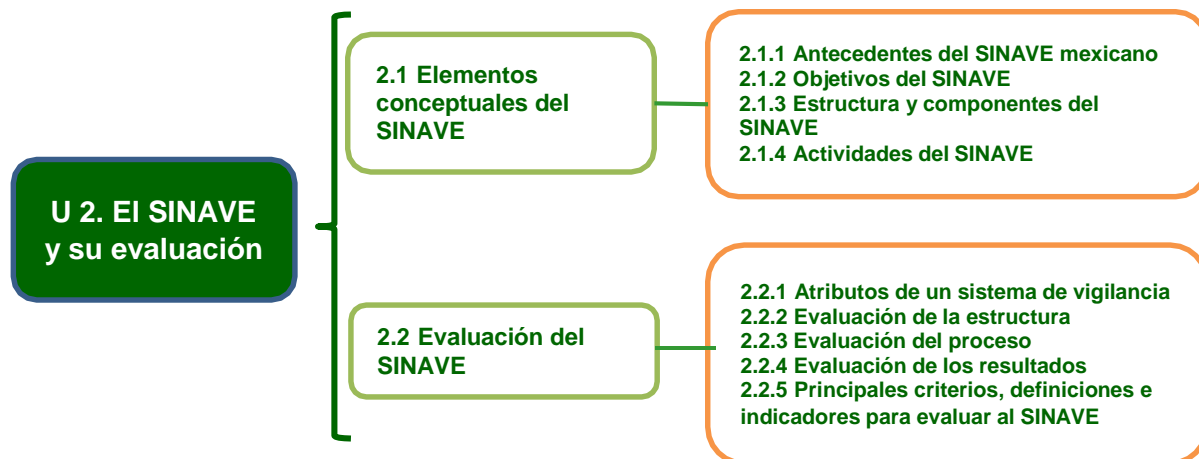 U 2. El SINAVE
y su evaluación
2.1 Elementos
conceptuales del
SINAVE
2.1.1 Antecedentes del SINAVE mexicano
2.1.2 Objetivos del SINAVE
2.1.3 Estructura y componentes del
SINAVE
2.1.4 Actividades del SINAVE
2.2 Evaluación del
SINAVE
2.2.1 Atributos de un sistema de vigilancia
2.2.2 Evaluación de la estructura
2.2.3 Evaluación del proceso
2.2.4 Evaluación de los resultados
2.2.5 Principales criterios, definiciones e
indicadores para evaluar al SINAVE